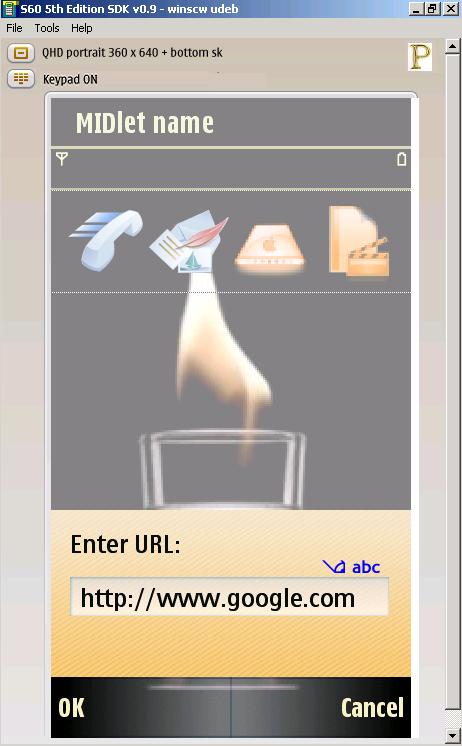 S60 5th Edition SDK v0.9 - winscw udeb
File Tools Help
QHD portrait 360 x 640 + bottom sk
P
Keypad ON
MIDlet name
Enter URL:
abc
http://www.google.com
OK Cancel